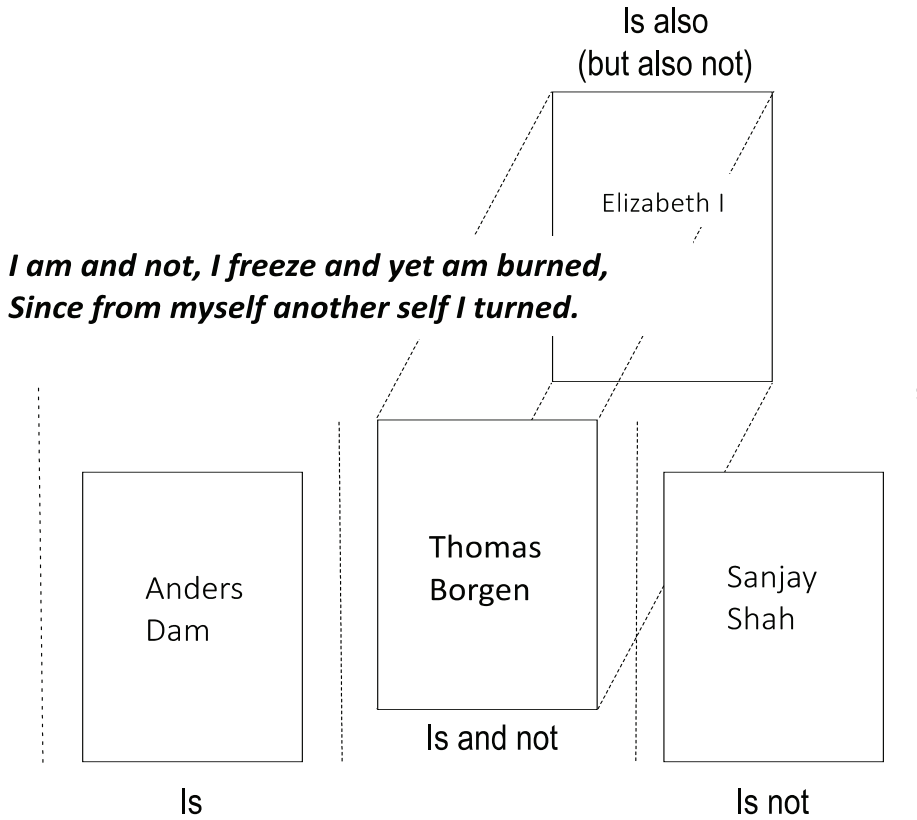 Is also
(but also not)
Elizabeth I
I am and not, I freeze and yet am burned,
Since from myself another self I turned.
Anders
Dam
Thomas
Borgen
Sanjay
Shah
Is and not
Is
Is not